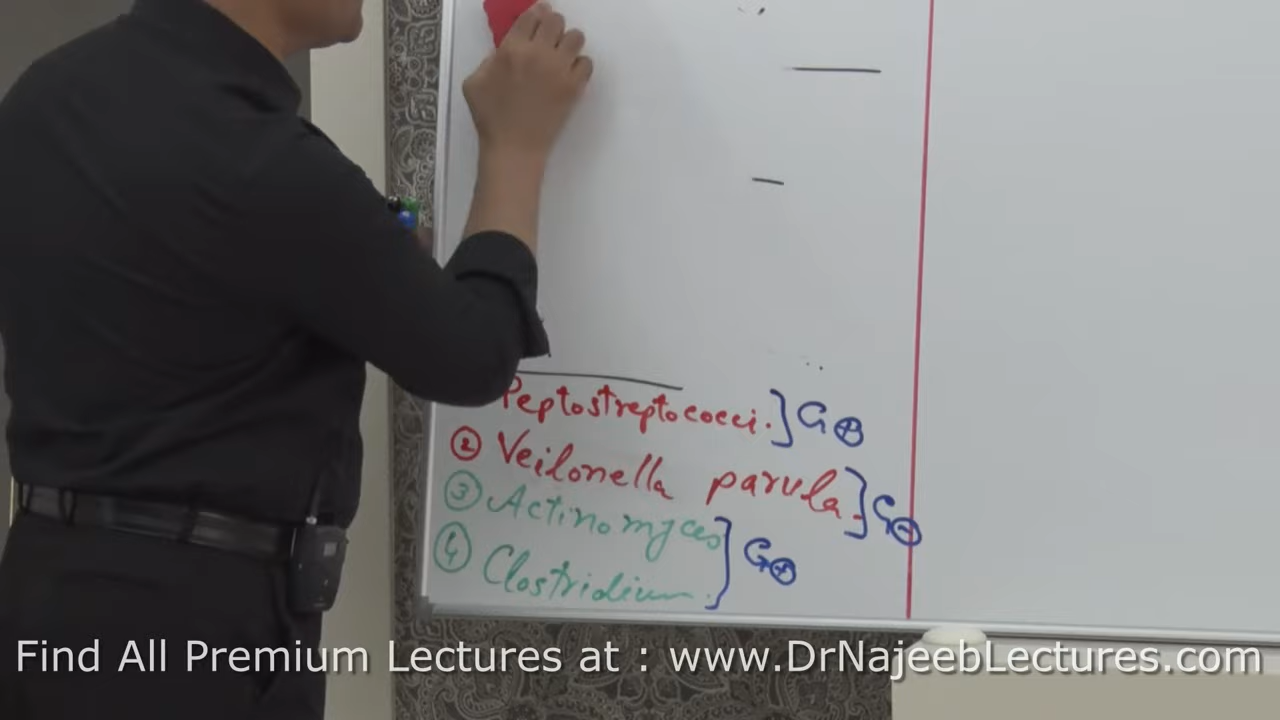 Peptostreptococci. } G⊕
② Veilonella parvula } G⊖
③ Actinomyces
④ Clostridium. } G⊕
Find All Premium Lectures at : www.DrNajeebLectures.com